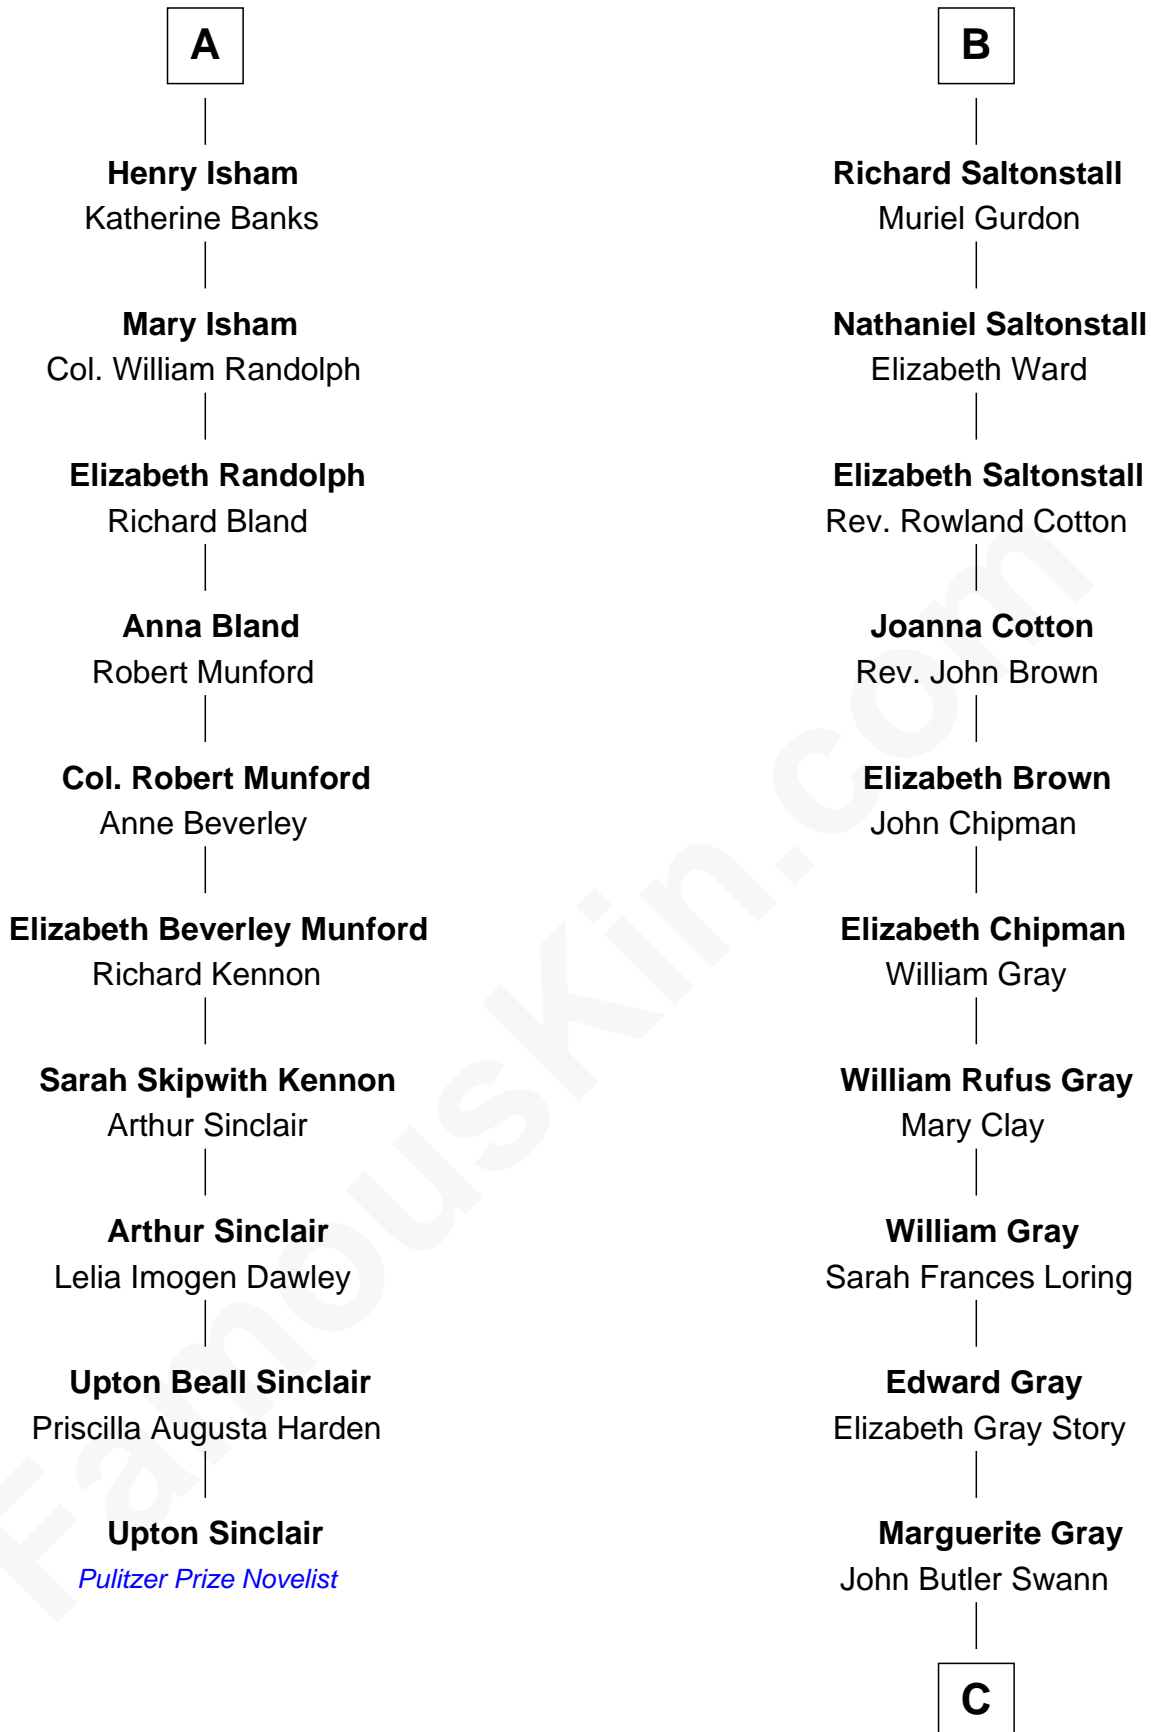 A
Henry Isham
Katherine Banks
Mary Isham
Col. William Randolph
Elizabeth Randolph
Richard Bland
Anna Bland
Robert Munford
Col. Robert Munford
Anne Beverley
Elizabeth Beverley Munford
Richard Kennon
Sarah Skipwith Kennon
Arthur Sinclair
Arthur Sinclair
Lelia Imogen Dawley
Upton Beall Sinclair
Priscilla Augusta Harden
Upton Sinclair
Pulitzer Prize Novelist
B
Richard Saltonstall
Muriel Gurdon
Nathaniel Saltonstall
Elizabeth Ward
Elizabeth Saltonstall
Rev. Rowland Cotton
Joanna Cotton
Rev. John Brown
Elizabeth Brown
John Chipman
Elizabeth Chipman
William Gray
William Rufus Gray
Mary Clay
William Gray
Sarah Frances Loring
Edward Gray
Elizabeth Gray Story
Marguerite Gray
John Butler Swann
C
FamousKin.com